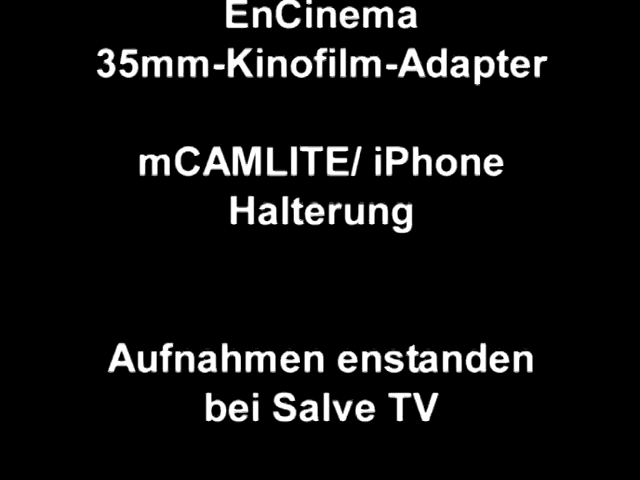 EnCinema
35mm-Kinofilm-Adapter
mCAMLITE/ iPhone
Halterung
Aufnahmen enstanden
bei Salve TV